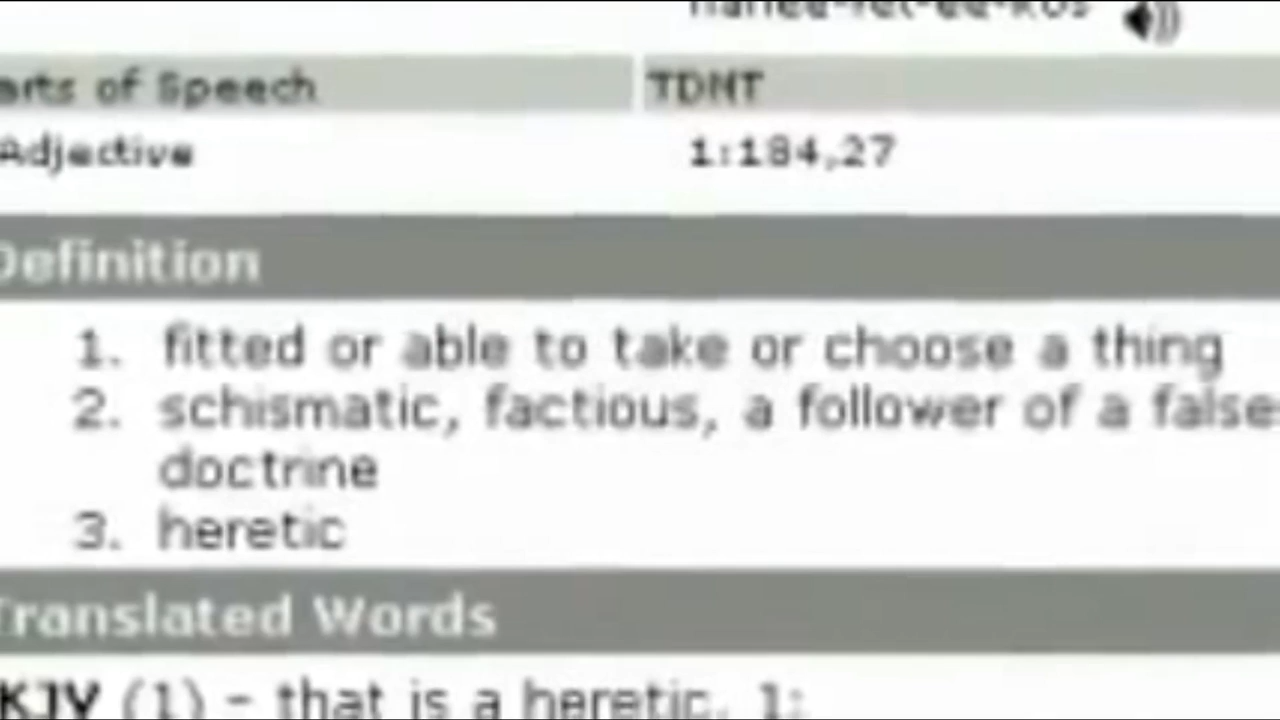 arts of Speech TDNT
Adjective 1:184,27
Definition
1. fitted or able to take or choose a thing
2. schismatic, factious, a follower of a false
doctrine
3. heretic
Translated Words
KJV (1) - that is a heretic, 1;